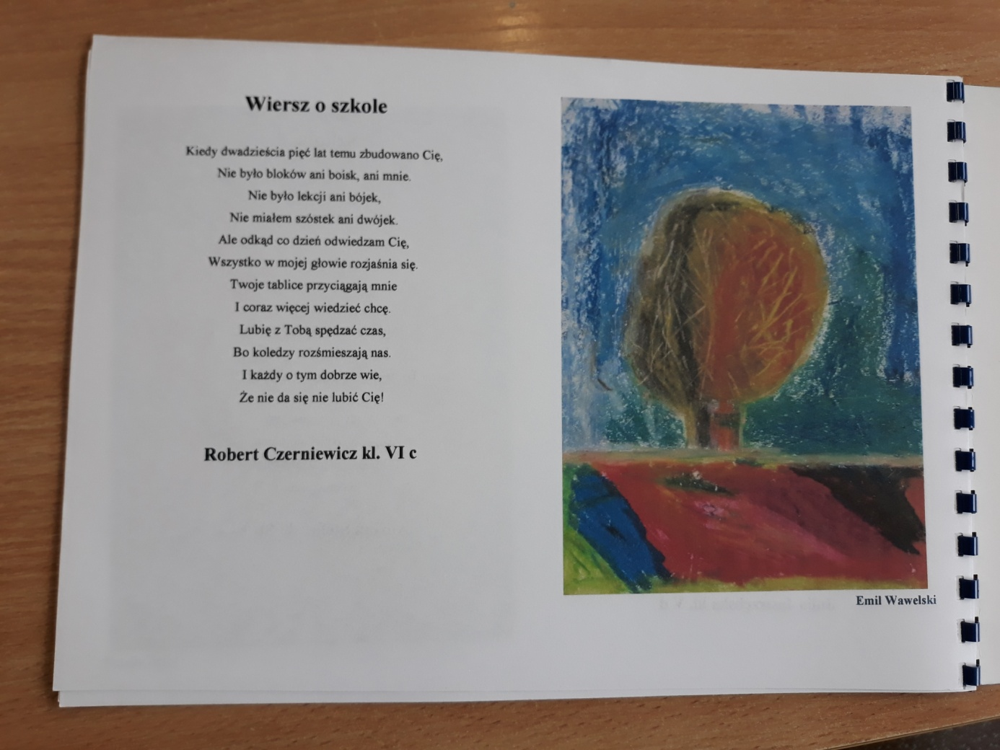 Wiersz o szkole
Kiedy dwadzieścia pięć lat temu zbudowano Cię,
Nie było bloków ani boisk, ani mnie.
Nie było lekcji ani bójek,
Nie miałem szóstek ani dwójek.
Ale odkąd co dzień odwiedzam Cię,
Wszystko w mojej głowie rozjaśnia się.
Twoje tablice przyciągają mnie
I coraz więcej wiedzieć chcę.
Lubię z Tobą spędzać czas,
Bo koledzy rozśmieszają nas.
I każdy o tym dobrze wie,
Że nie da się nie lubić Cię!
Robert Czerniewicz kl. VI c
Emil Wawelski